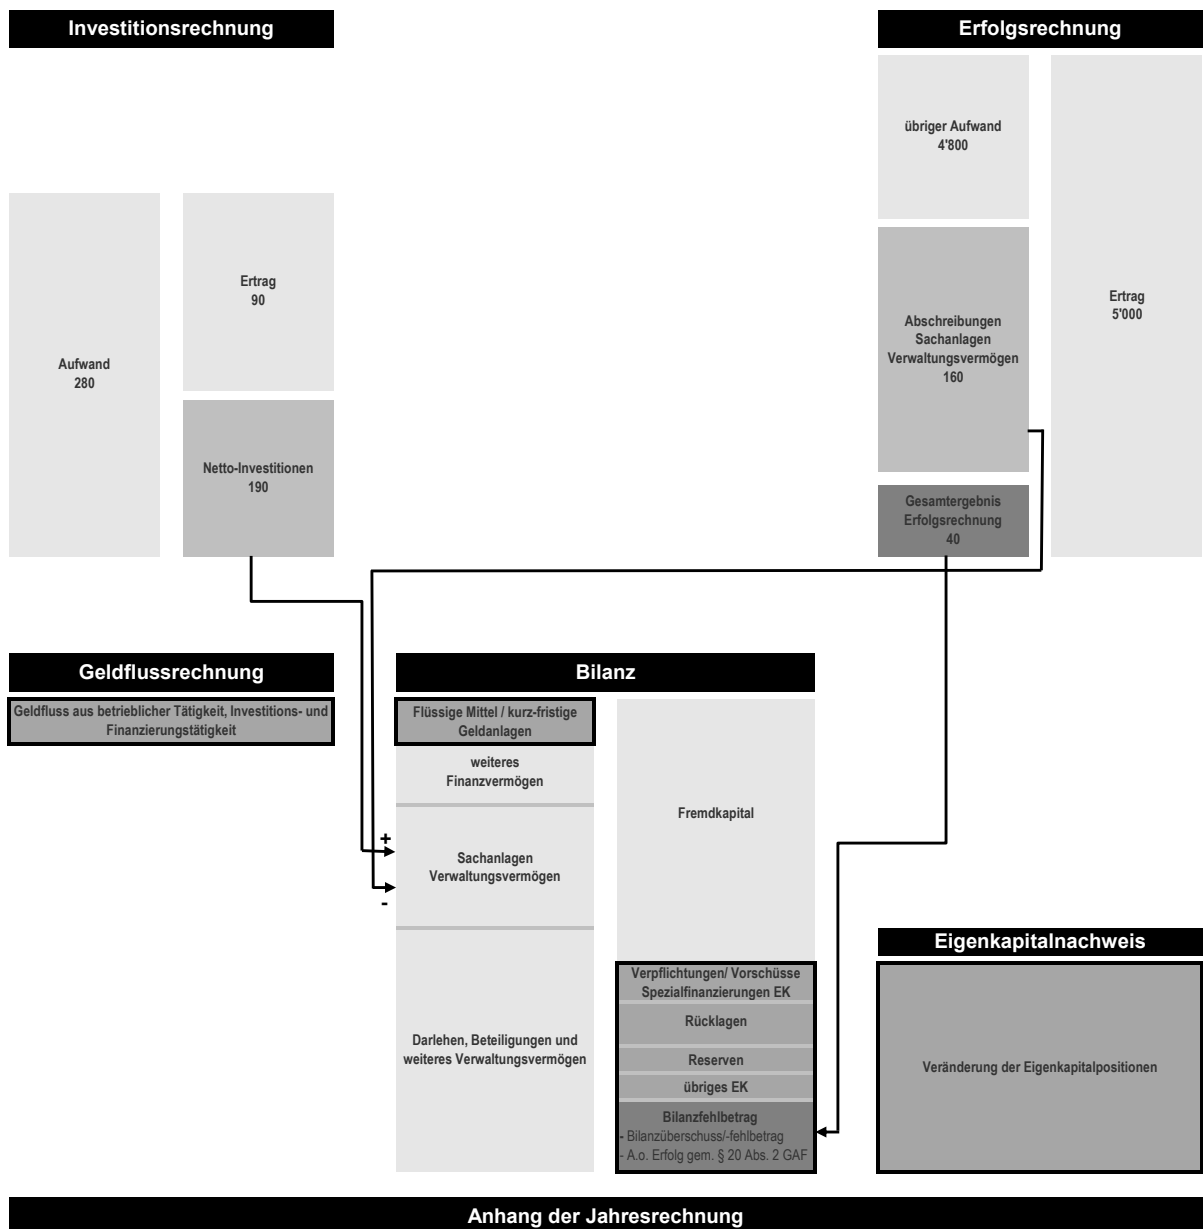 Investitionsrechnung
Erfolgsrechnung
übriger Aufwand
4'800
Ertrag
90
Aufwand
280
Netto-Investitionen
190
Abschreibungen
Sachanlagen
Verwaltungsvermögen
160
Ertrag
5'000
Gesamtergebnis
Erfolgsrechnung
40
Geldflussrechnung
Geldfluss aus betrieblicher Tätigkeit, Investitions- und
Finanzierungstätigkeit
Bilanz
Flüssige Mittel / kurz-fristige
Geldanlagen
weiteres
Finanzvermögen
+
Sachanlagen
Verwaltungsvermögen
-
Darlehen, Beteiligungen und
weiteres Verwaltungsvermögen
Fremdkapital
Verpflichtungen/ Vorschüsse
Spezialfinanzierungen EK
Rücklagen
Reserven
übriges EK
Bilanzfehlbetrag
- Bilanzüberschuss/-fehlbetrag
- A.o. Erfolg gem. § 20 Abs. 2 GAF
Eigenkapitalnachweis
Veränderung der Eigenkapitalpositionen
Anhang der Jahresrechnung